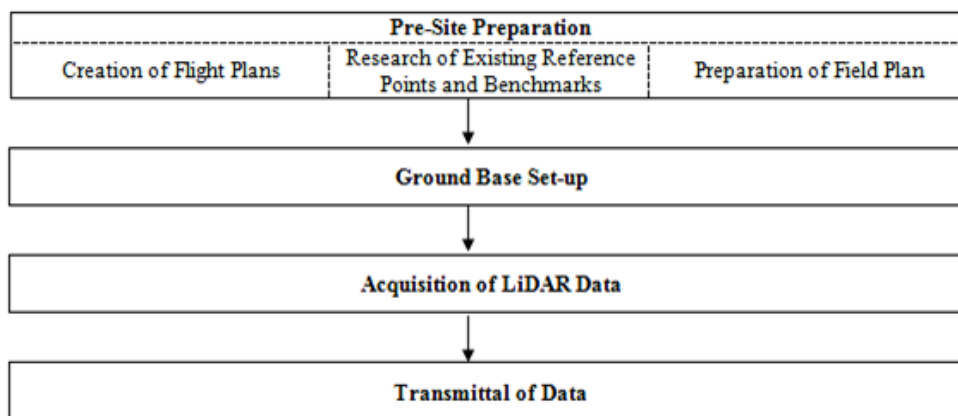 Pre-Site Preparation
Creation of Flight Plans
Research of Existing Reference
Points and Benchmarks
Preparation of Field Plan
Ground Base Set-up
Acquisition of LiDAR Data
Transmittal of Data